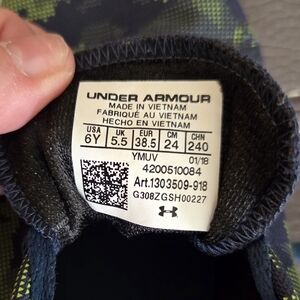 UNDER ARMOUR
MADE IN VIETNAM
FABRIQUÉ AU VIETNAM
HECHO EN VIETNAM
USA UK EUR CM CHN
6Y 5.5 38.5 24 240
YMUV 01/18
4200510084
Art.1303509-918
G308ZGSH00227